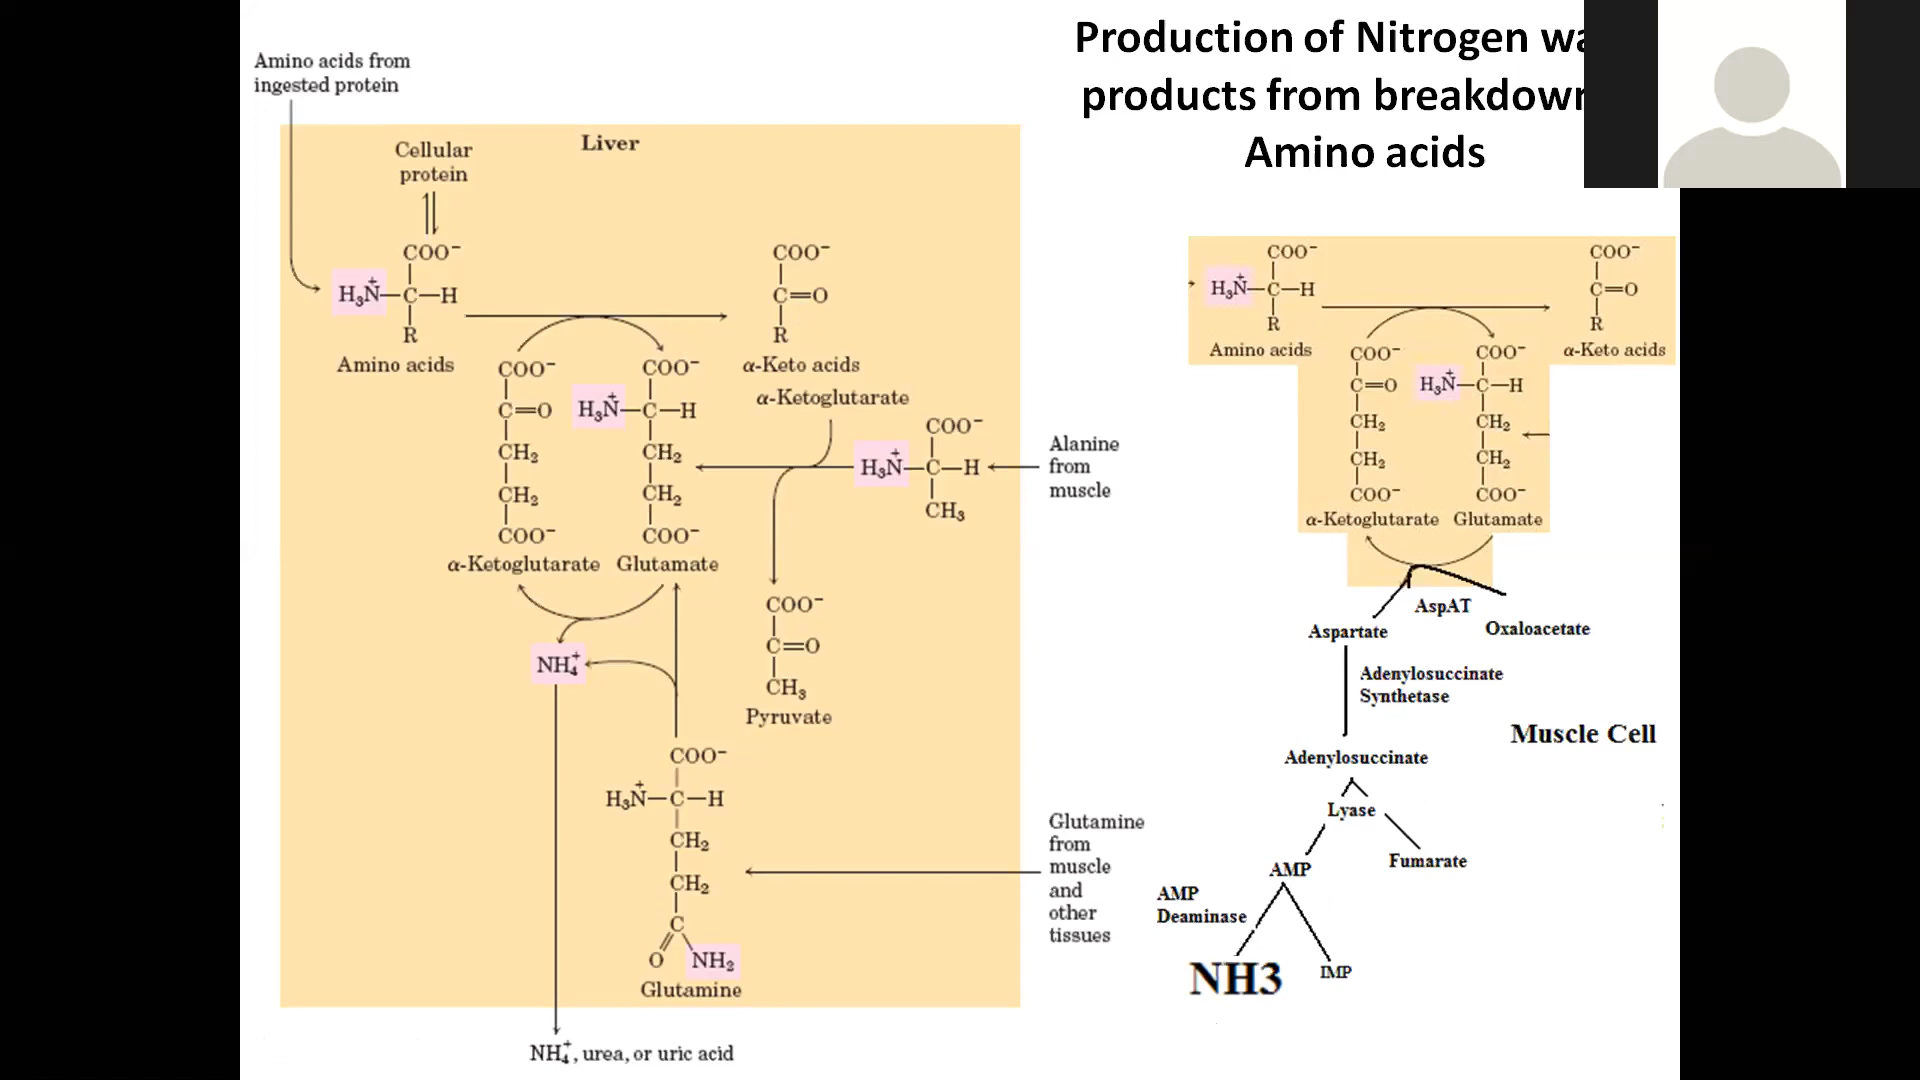 Production of Nitrogen
products from
Amino acids
Amino acids from
ingested protein
Liver
Cellular
protein
COO⁻
H₃N⁺—C—H
R
Amino acids
COO⁻
C=O
R
α-Keto acids
COO⁻
C=O
CH₂
CH₂
COO⁻
α-Ketoglutarate
COO⁻
H₃N⁺—C—H
CH₂
CH₂
COO⁻
Glutamate
α-Ketoglutarate
COO⁻
H₃N⁺—C—H
CH₃
Alanine
from
muscle
NH₄⁺
COO⁻
C=O
CH₃
Pyruvate
COO⁻
H₃N⁺—C—H
CH₂
CH₂
C
O NH₂
Glutamine
Glutamine
from
muscle
and
other
tissues
NH₄⁺, urea, or uric acid
COO⁻
H₃N⁺—C—H
R
Amino acids
COO⁻
C=O
R
α-Keto acids
COO⁻
C=O
CH₂
CH₂
COO⁻
α-Ketoglutarate
COO⁻
H₃N⁺—C—H
CH₂
CH₂
COO⁻
Glutamate
AspAT
Aspartate
Oxaloacetate
Adenylosuccinate
Synthetase
Muscle Cell
Adenylosuccinate
Lyase
Fumarate
AMP
AMP
Deaminase
NH3
IMP